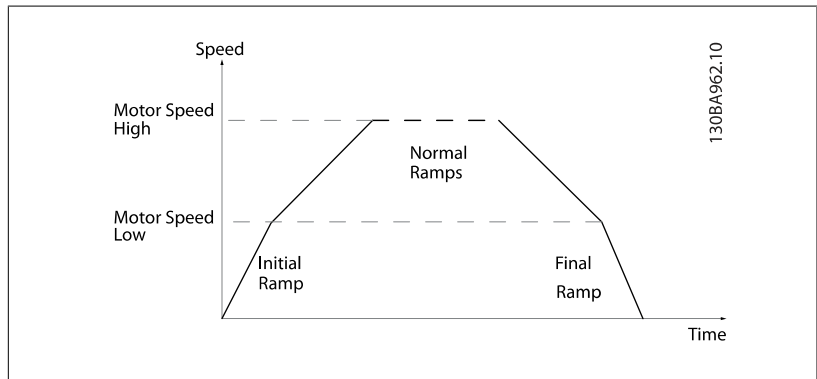 Speed
130BA962.10
Motor Speed
High
Normal
Ramps
Motor Speed
Low
Initial
Ramp
Final
Ramp
Time